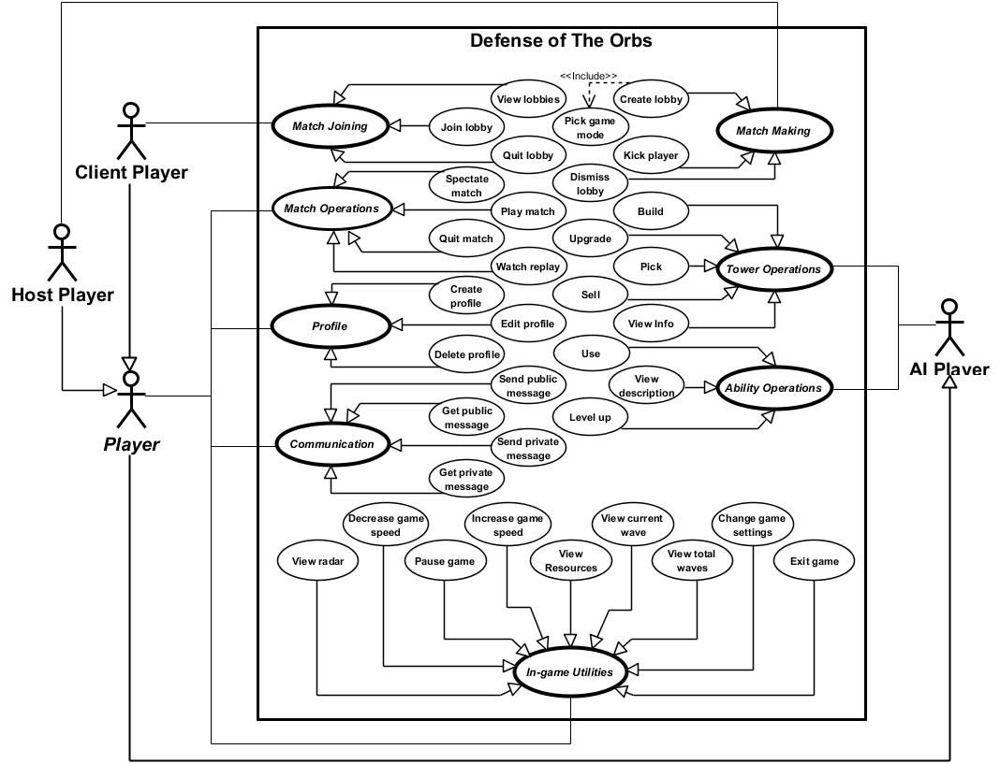 Defense of The Orbs
<<Include>>
View lobbies
Create lobby
Match Joining
Join lobby
Pick game
mode
Match Making
Quit lobby
Kick player
Client Player
Spectate
match
Dismiss
lobby
Match Operations
Play match
Build
Quit match
Upgrade
Watch replay
Pick
Tower Operations
Host Player
Create
profile
Sell
Profile
Edit profile
View Info
Delete profile
Use
AI Player
Send public
message
View
description
Ability Operations
Get public
message
Level up
Player
Communication
Send private
message
Get private
message
Decrease game
speed
Increase game
speed
View current
wave
Change game
settings
View radar
Pause game
View
Resources
View total
waves
Exit game
In-game Utilities